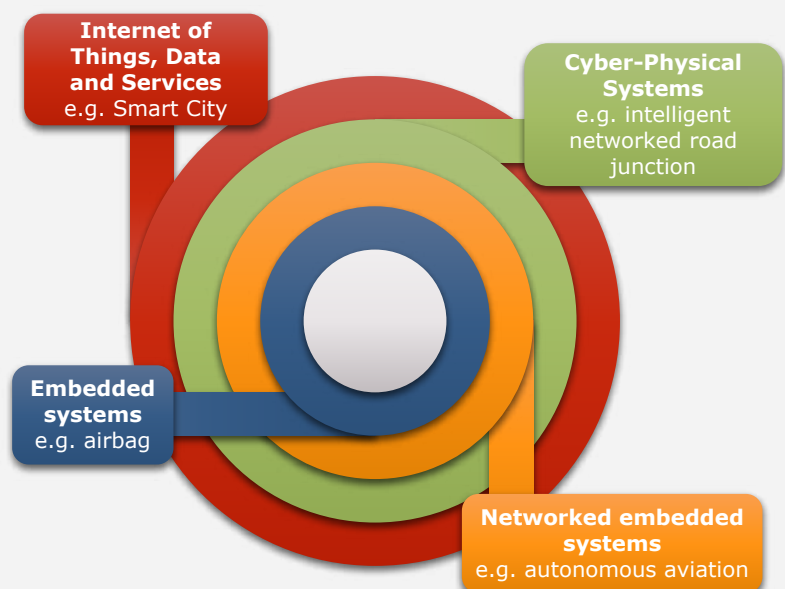 Internet of
Things, Data
and Services
e.g. Smart City
Cyber-Physical
Systems
e.g. intelligent
networked road
junction
Embedded
systems
e.g. airbag
Networked embedded
systems
e.g. autonomous aviation